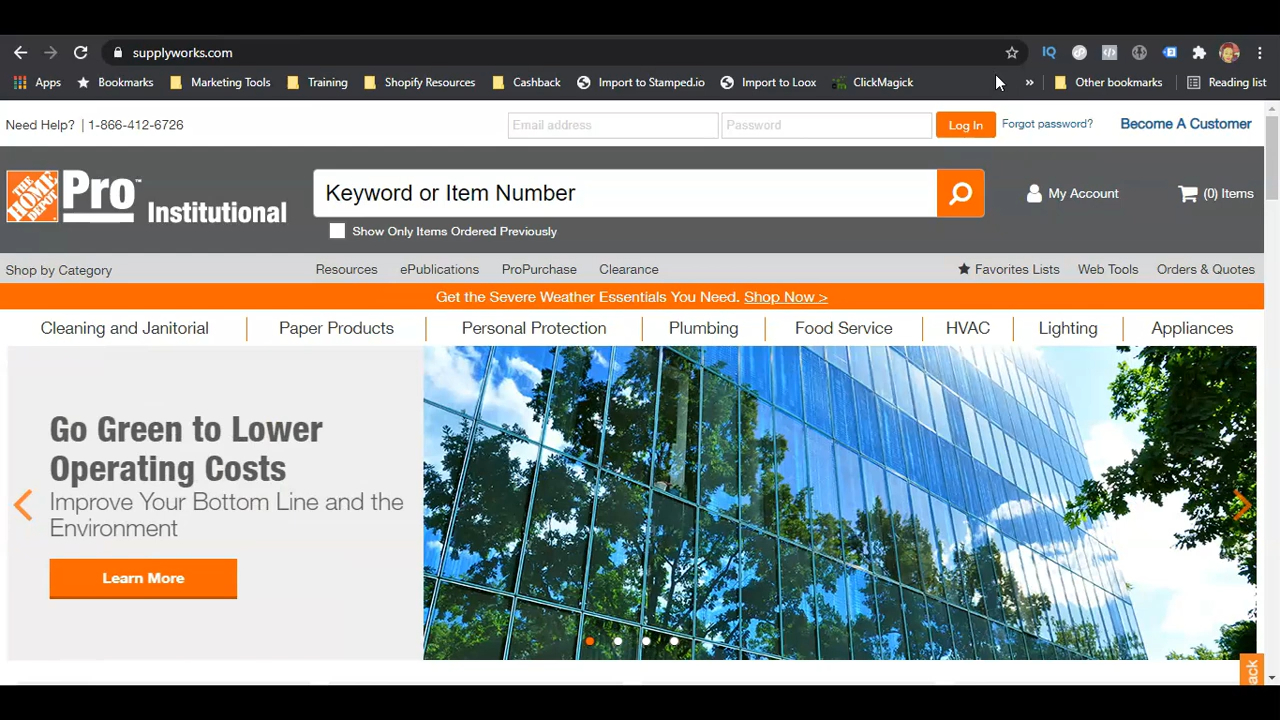 supplyworks.com
IQ
Apps Bookmarks Marketing Tools Training Shopify Resources Cashback Import to Stamped.io Import to Loox ClickMagick » Other bookmarks Reading list
Need Help? | 1-866-412-6726 Email address Password Log In Forgot password? Become A Customer
THE HOME DEPOT Pro™ Institutional
Keyword or Item Number
My Account (0) Items
Show Only Items Ordered Previously
Shop by Category Resources ePublications ProPurchase Clearance Favorites Lists Web Tools Orders & Quotes
Get the Severe Weather Essentials You Need. Shop Now >
Cleaning and Janitorial Paper Products Personal Protection Plumbing Food Service HVAC Lighting Appliances
Go Green to Lower
Operating Costs
Improve Your Bottom Line and the
Environment
Learn More